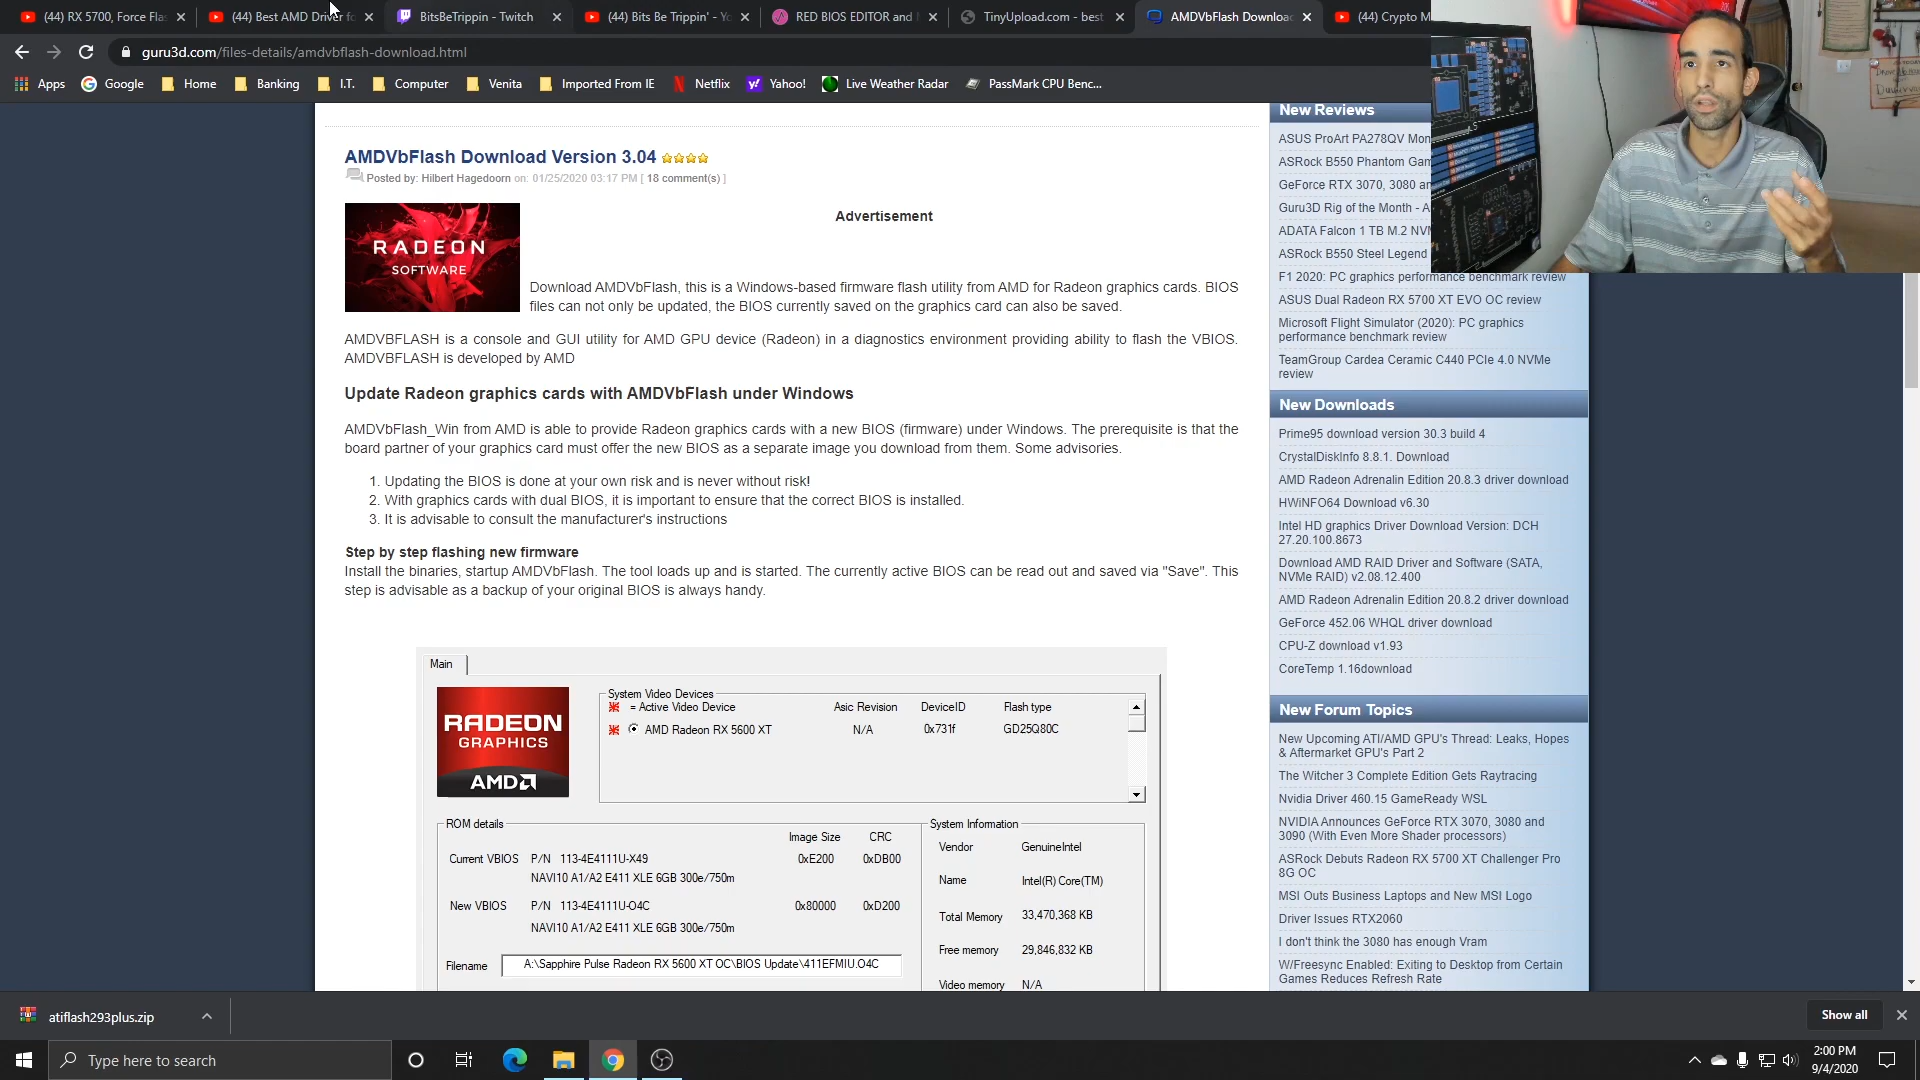 (44) RX 5700, Force Fla
(44) Best AMD Driver fo
BitsBeTrippin - Twitch
(44) Bits Be Trippin' - Yo
RED BIOS EDITOR and
TinyUpload.com - best
AMDVbFlash Download
(44) Crypto M
guru3d.com/files-details/amdvbflash-download.html
Apps
Google
Home
Banking
I.T.
Computer
Venita
Imported From IE
Netflix
Yahoo!
Live Weather Radar
PassMark CPU Benc...
AMDVbFlash Download Version 3.04
Posted by: Hilbert Hagedoorn on: 01/25/2020 03:17 PM [ 18 comment(s) ]
RADEON
SOFTWARE
Advertisement
Download AMDVbFlash, this is a Windows-based firmware flash utility from AMD for Radeon graphics cards. BIOS
files can not only be updated, the BIOS currently saved on the graphics card can also be saved.
AMDVBFLASH is a console and GUI utility for AMD GPU device (Radeon) in a diagnostics environment providing ability to flash the VBIOS.
AMDVBFLASH is developed by AMD
Update Radeon graphics cards with AMDVbFlash under Windows
AMDVbFlash_Win from AMD is able to provide Radeon graphics cards with a new BIOS (firmware) under Windows. The prerequisite is that the
board partner of your graphics card must offer the new BIOS as a separate image you download from them. Some advisories.
1. Updating the BIOS is done at your own risk and is never without risk!
2. With graphics cards with dual BIOS, it is important to ensure that the correct BIOS is installed.
3. It is advisable to consult the manufacturer's instructions
Step by step flashing new firmware
Install the binaries, startup AMDVbFlash. The tool loads up and is started. The currently active BIOS can be read out and saved via "Save". This
step is advisable as a backup of your original BIOS is always handy.
Main
RADEON
GRAPHICS
AMD
System Video Devices
= Active Video Device
Asic Revision
DeviceID
Flash type
AMD Radeon RX 5600 XT
N/A
0x731f
GD25Q80C
ROM details
Image Size
CRC
Current VBIOS
P/N 113-4E4111U-X49
0xE200
0xDB00
NAVI10 A1/A2 E411 XLE 6GB 300e/750m
New VBIOS
P/N 113-4E4111U-O4C
0x80000
0xD200
NAVI10 A1/A2 E411 XLE 6GB 300e/750m
Filename
A:\Sapphire Pulse Radeon RX 5600 XT OC\BIOS Update\411EFMIU.O4C
System Information
Vendor
GenuineIntel
Name
Intel(R) Core(TM)
Total Memory
33,470,368 KB
Free memory
29,846,832 KB
Video memory
N/A
New Reviews
ASUS ProArt PA278QV Mon
ASRock B550 Phantom Gam
GeForce RTX 3070, 3080 an
Guru3D Rig of the Month - A
ADATA Falcon 1 TB M.2 NVM
ASRock B550 Steel Legend
F1 2020: PC graphics performance benchmark review
ASUS Dual Radeon RX 5700 XT EVO OC review
Microsoft Flight Simulator (2020): PC graphics
performance benchmark review
TeamGroup Cardea Ceramic C440 PCIe 4.0 NVMe
review
New Downloads
Prime95 download version 30.3 build 4
CrystalDiskInfo 8.8.1. Download
AMD Radeon Adrenalin Edition 20.8.3 driver download
HWiNFO64 Download v6.30
Intel HD graphics Driver Download Version: DCH
27.20.100.8673
Download AMD RAID Driver and Software (SATA,
NVMe RAID) v2.08.12.400
AMD Radeon Adrenalin Edition 20.8.2 driver download
GeForce 452.06 WHQL driver download
CPU-Z download v1.93
CoreTemp 1.16download
New Forum Topics
New Upcoming ATI/AMD GPU's Thread: Leaks, Hopes
& Aftermarket GPU's Part 2
The Witcher 3 Complete Edition Gets Raytracing
Nvidia Driver 460.15 GameReady WSL
NVIDIA Announces GeForce RTX 3070, 3080 and
3090 (With Even More Shader processors)
ASRock Debuts Radeon RX 5700 XT Challenger Pro
8G OC
MSI Outs Business Laptops and New MSI Logo
Driver Issues RTX2060
I don't think the 3080 has enough Vram
W/Freesync Enabled: Exiting to Desktop from Certain
Games Reduces Refresh Rate
atiflash293plus.zip
Show all
Type here to search
2:00 PM
9/4/2020